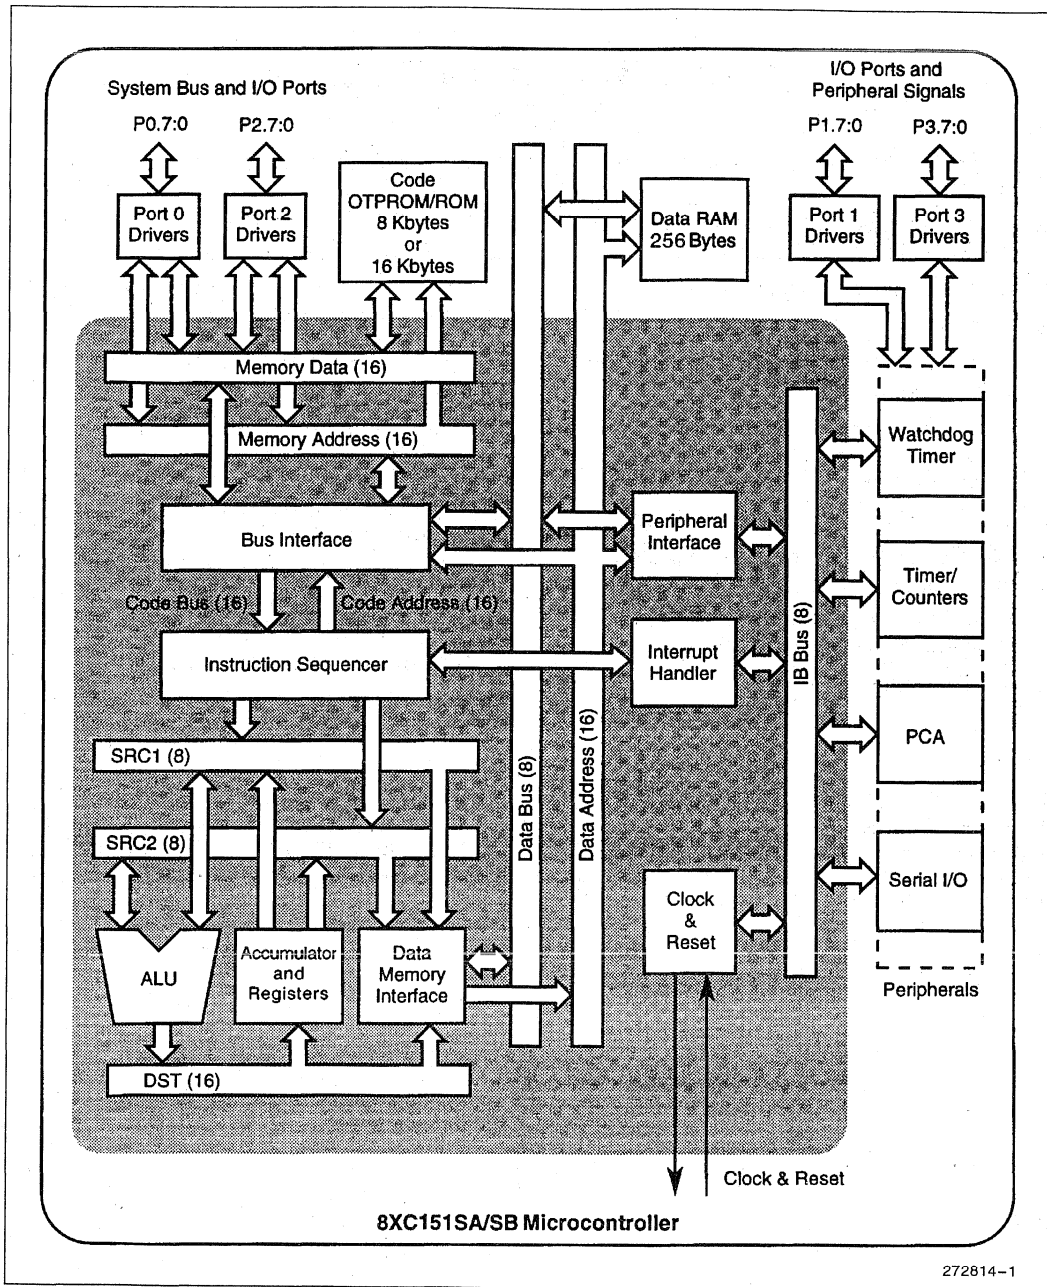 System Bus and I/O Ports
I/O Ports and
Peripheral Signals
P0.7:0
P2.7:0
P1.7:0
P3.7:0
Port 0
Drivers
Port 2
Drivers
Code
OTPROM/ROM
8 Kbytes
or
16 Kbytes
Data RAM
256 Bytes
Port 1
Drivers
Port 3
Drivers
Memory Data (16)
Memory Address (16)
Bus Interface
Code Bus (16)
Code Address (16)
Instruction Sequencer
SRC1 (8)
SRC2 (8)
ALU
Accumulator
and
Registers
Data
Memory
Interface
DST (16)
Data Bus (8)
Data Address (16)
Peripheral
Interface
Interrupt
Handler
Clock
&
Reset
IB Bus (8)
Watchdog
Timer
Timer/
Counters
PCA
Serial I/O
Peripherals
Clock & Reset
8XC151SA/SB Microcontroller
272814-1